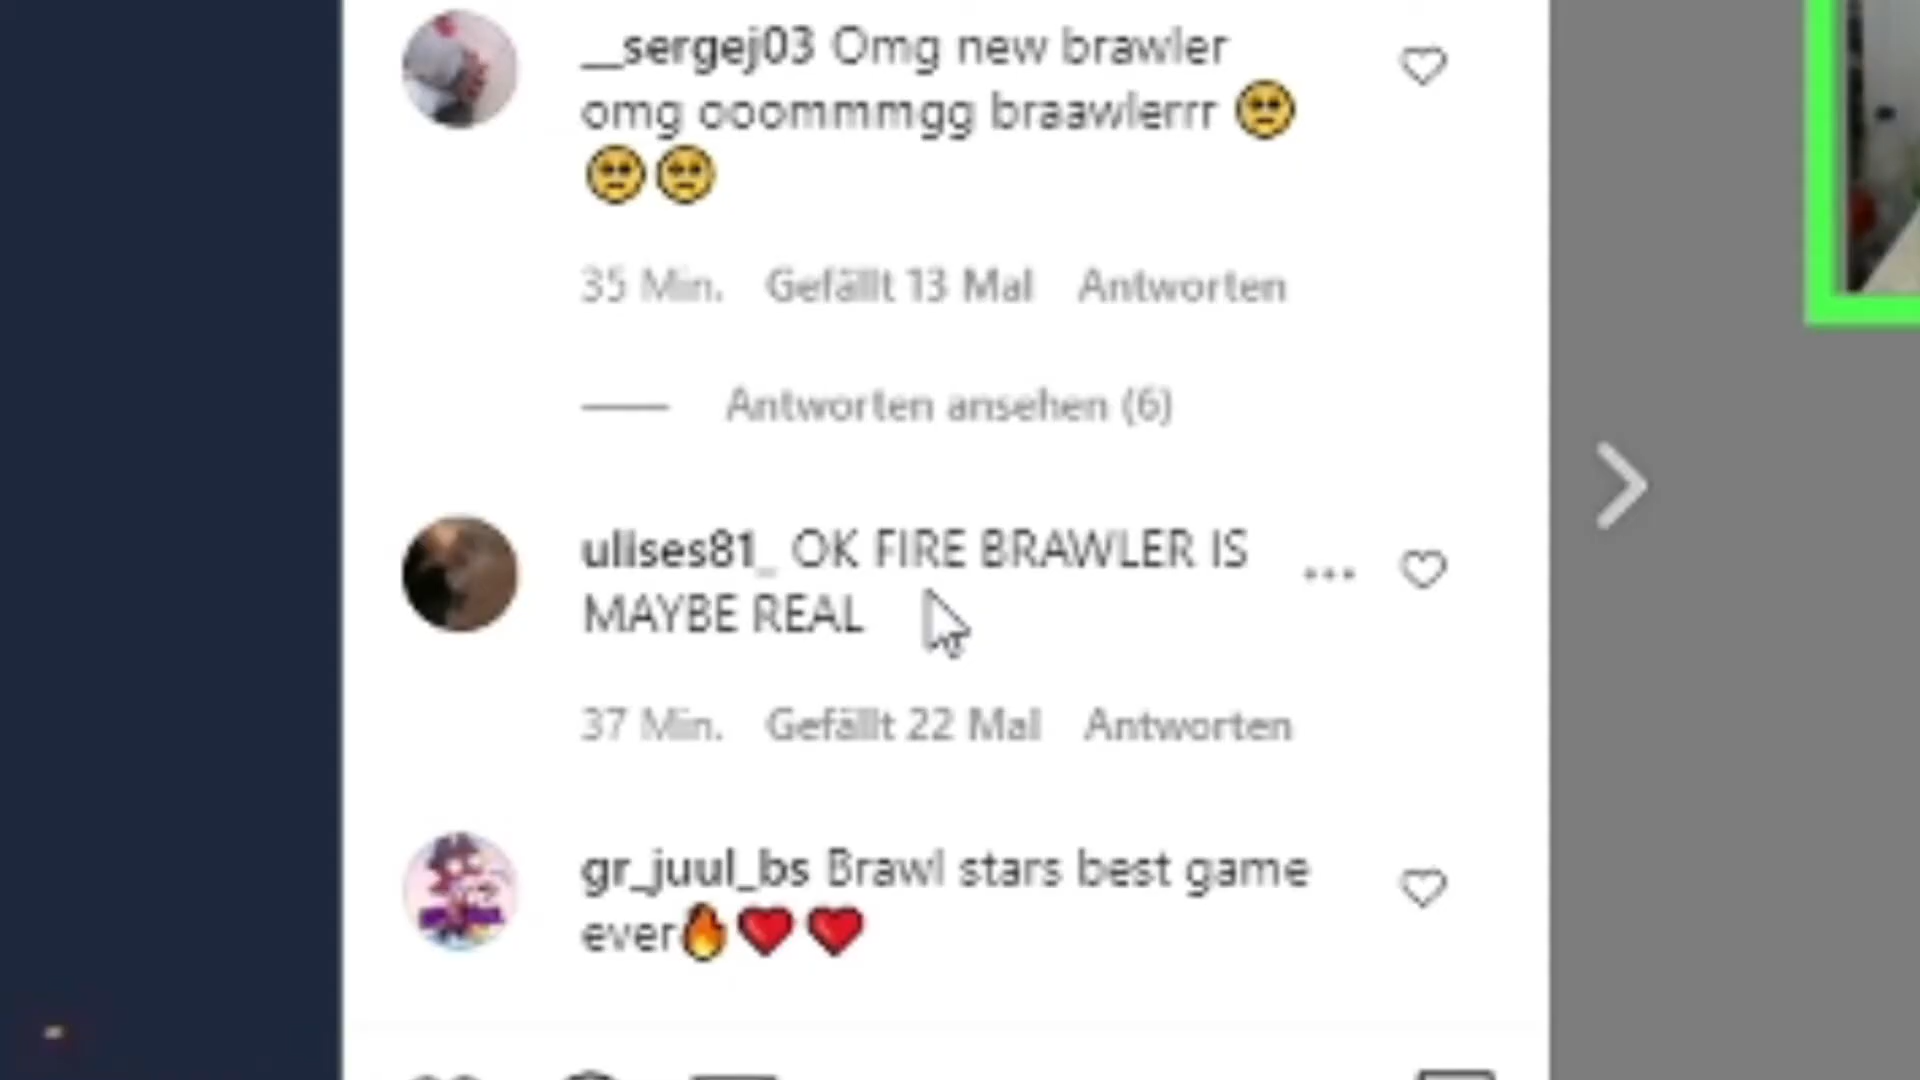 __sergej03 Omg new brawler
omg ooommmgg braawlerrr 🥺
🥺🥺
35 Min. Gefällt 13 Mal Antworten
Antworten ansehen (6)
ulises81_ OK FIRE BRAWLER IS
MAYBE REAL
37 Min. Gefällt 22 Mal Antworten
gr_juul_bs Brawl stars best game
ever🔥❤️❤️